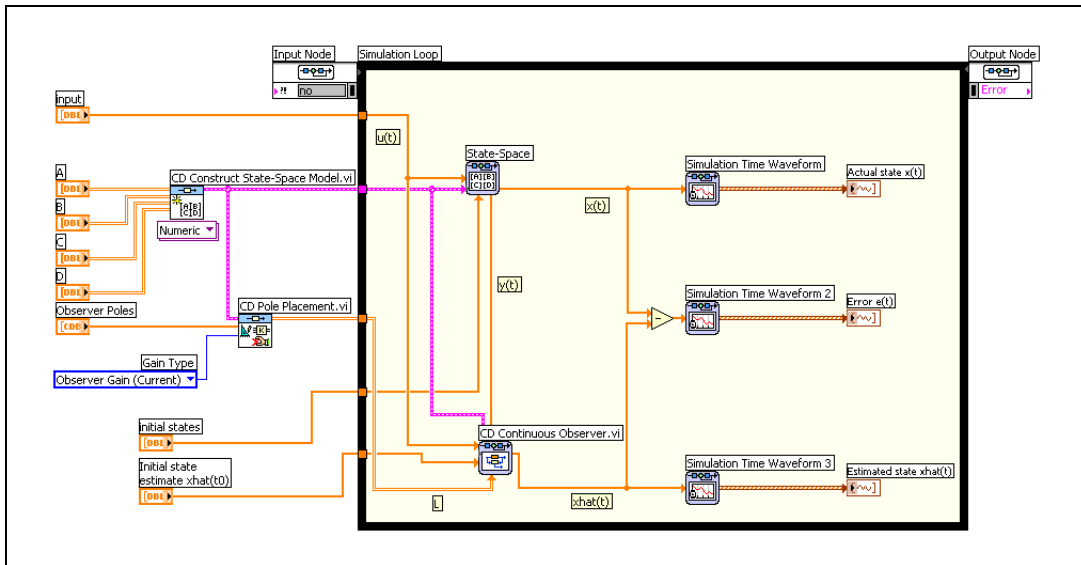 Input Node
Simulation Loop
Output Node
?!
no
Error
input
[DBL]
u(t)
State-Space
[A][B]
[C][D]
Simulation Time Waveform
Actual state x(t)
A
[DBL]
CD Construct State-Space Model.vi
[A][B]
[C][D]
x(t)
B
[DBL]
Numeric
C
[DBL]
D
[DBL]
y(t)
Simulation Time Waveform 2
Error e(t)
Observer Poles
[CDB]
CD Pole Placement.vi
K
Gain Type
Observer Gain (Current)
initial states
[DBL]
CD Continuous Observer.vi
Initial state
estimate xhat(t0)
[DBL]
Simulation Time Waveform 3
Estimated state xhat(t)
L
xhat(t)